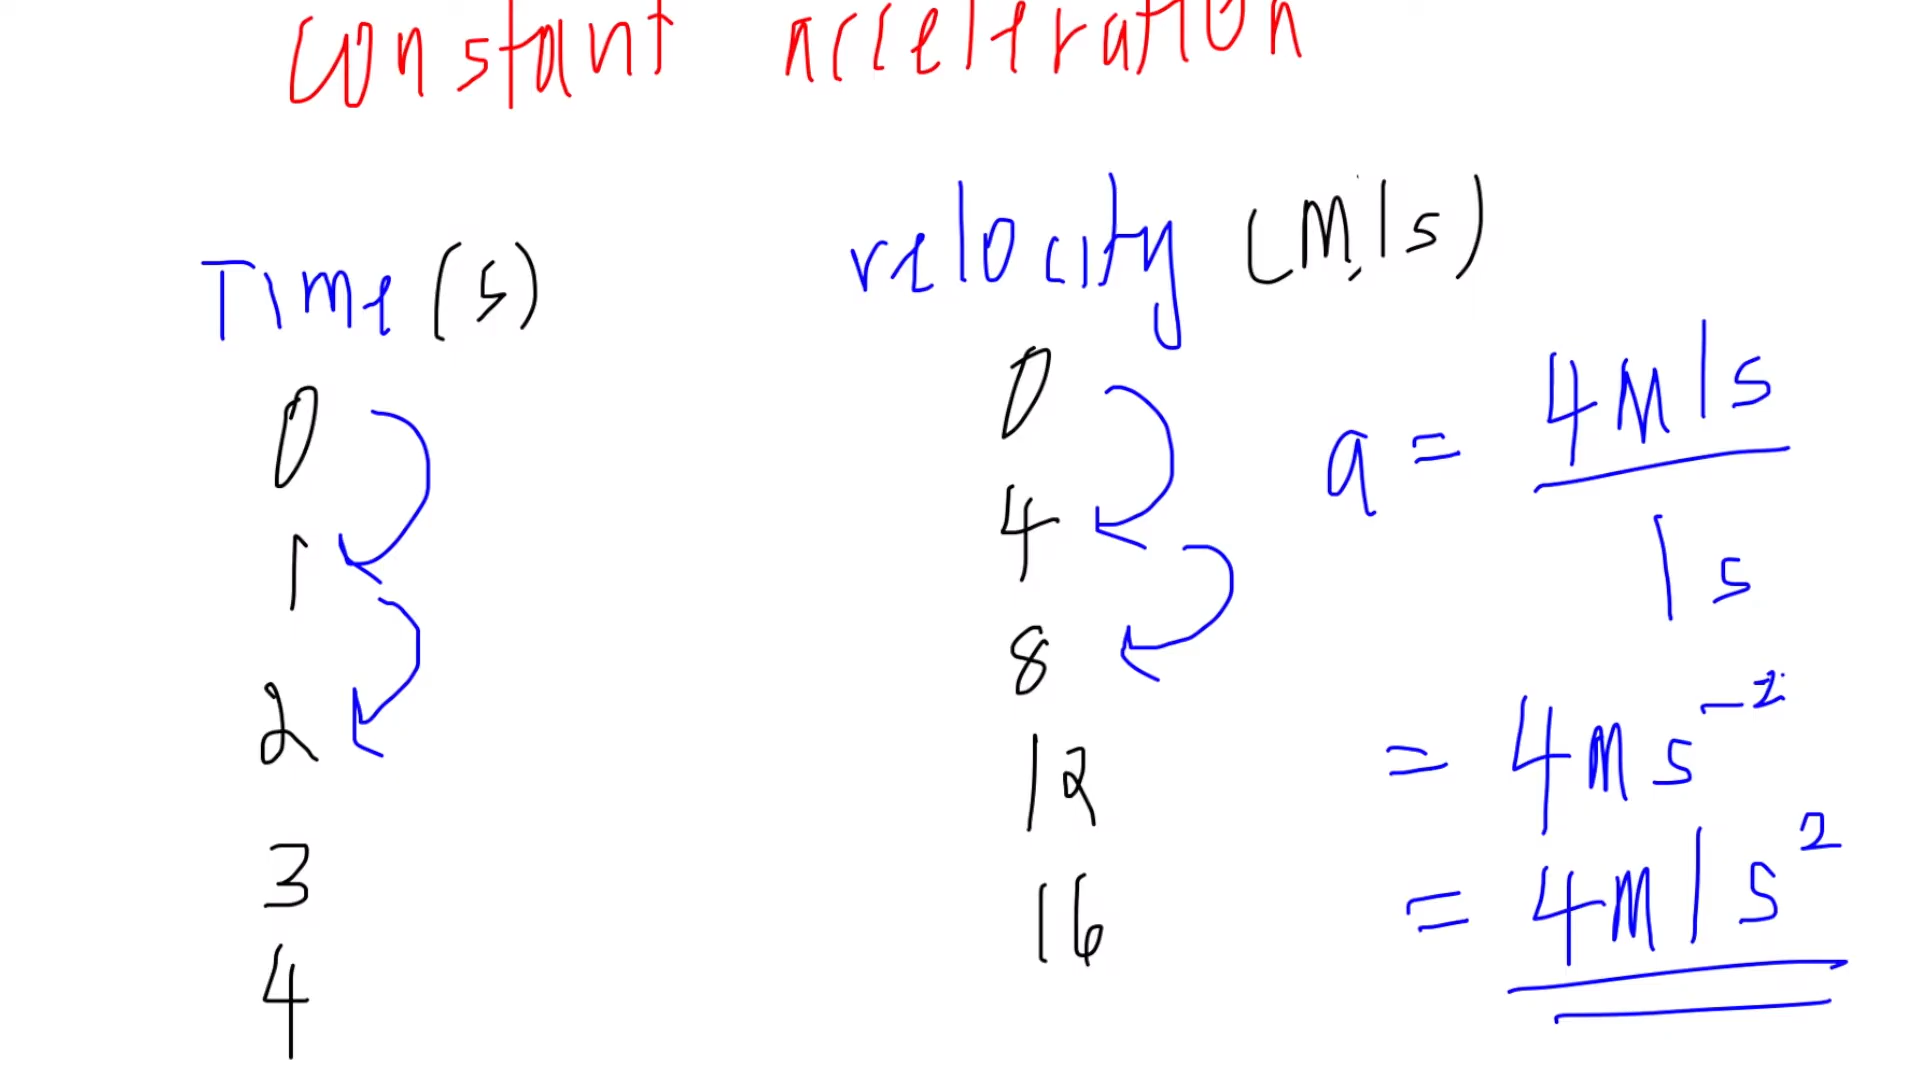 constant acceleration
Time (s) velocity (m/s)
0 0
1 4
2 8
3 12
4 16
a = 4m/s
1s
= 4ms⁻²
= 4m/s²